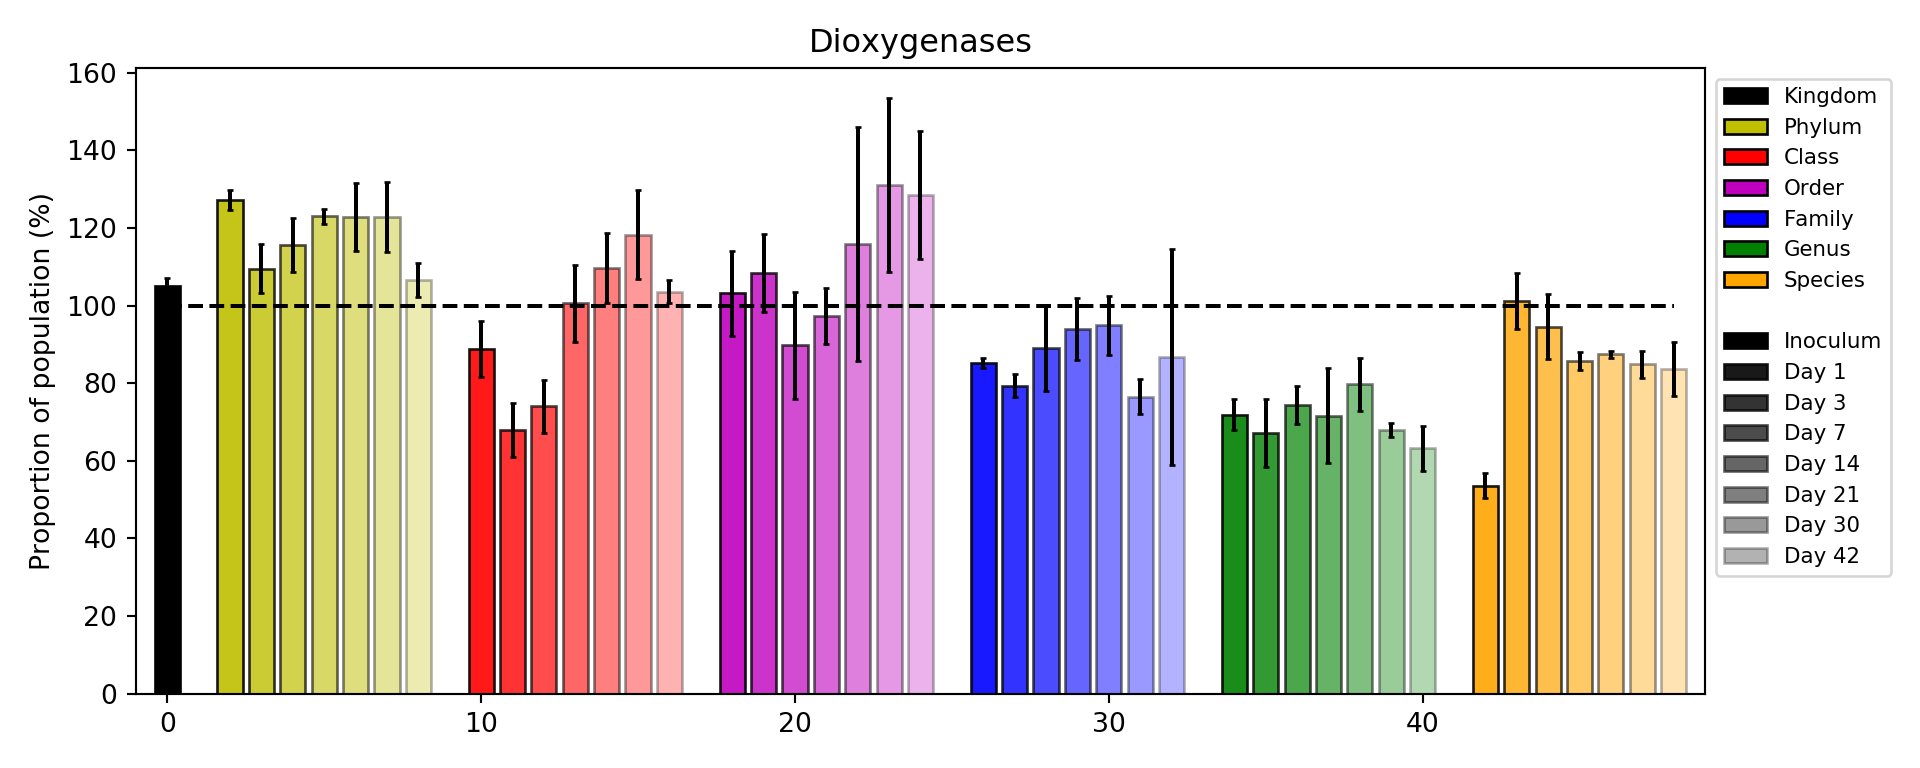 Dioxygenases
Proportion of population (%)
160
140
120
100
80
60
40
20
0
0 10 20 30 40
Kingdom
Phylum
Class
Order
Family
Genus
Species
Inoculum
Day 1
Day 3
Day 7
Day 14
Day 21
Day 30
Day 42